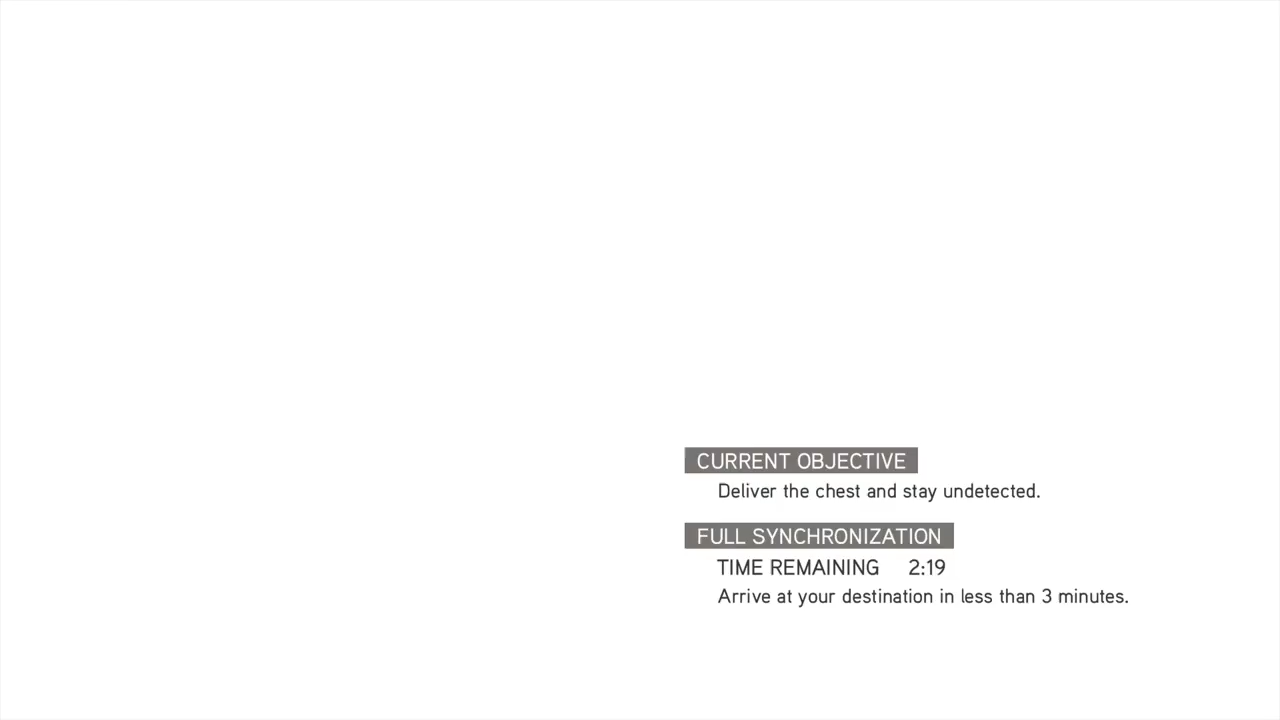 CURRENT OBJECTIVE
Deliver the chest and stay undetected.
FULL SYNCHRONIZATION
TIME REMAINING 2:19
Arrive at your destination in less than 3 minutes.